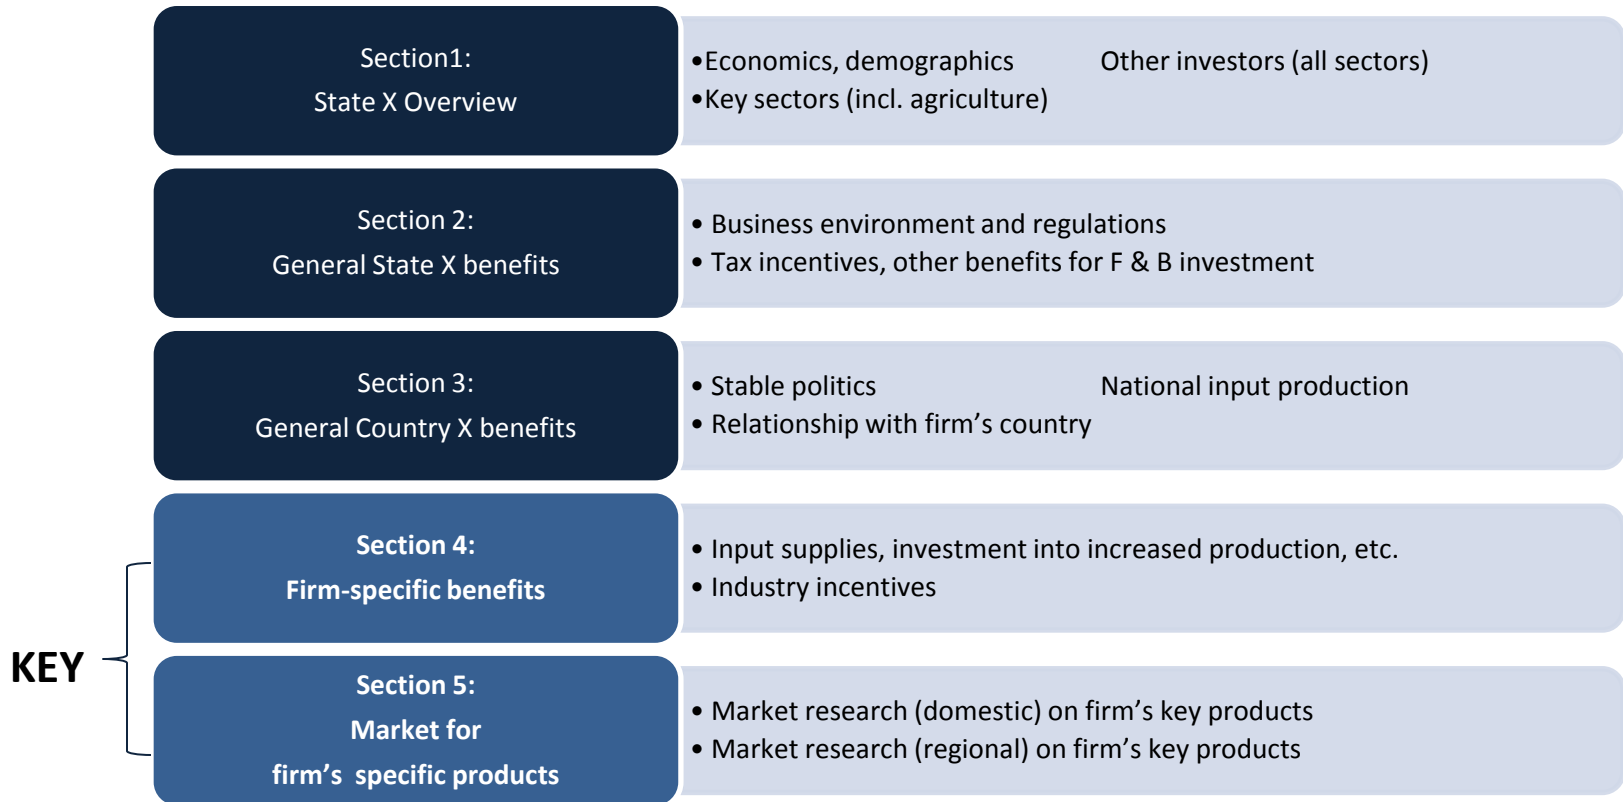 Section1:
State X Overview
•Economics, demographics Other investors (all sectors)
•Key sectors (incl. agriculture)
Section 2:
General State X benefits
• Business environment and regulations
• Tax incentives, other benefits for F & B investment
Section 3:
General Country X benefits
• Stable politics National input production
• Relationship with firm’s country
KEY
Section 4:
Firm-specific benefits
• Input supplies, investment into increased production, etc.
• Industry incentives
Section 5:
Market for
firm’s specific products
• Market research (domestic) on firm’s key products
• Market research (regional) on firm’s key products